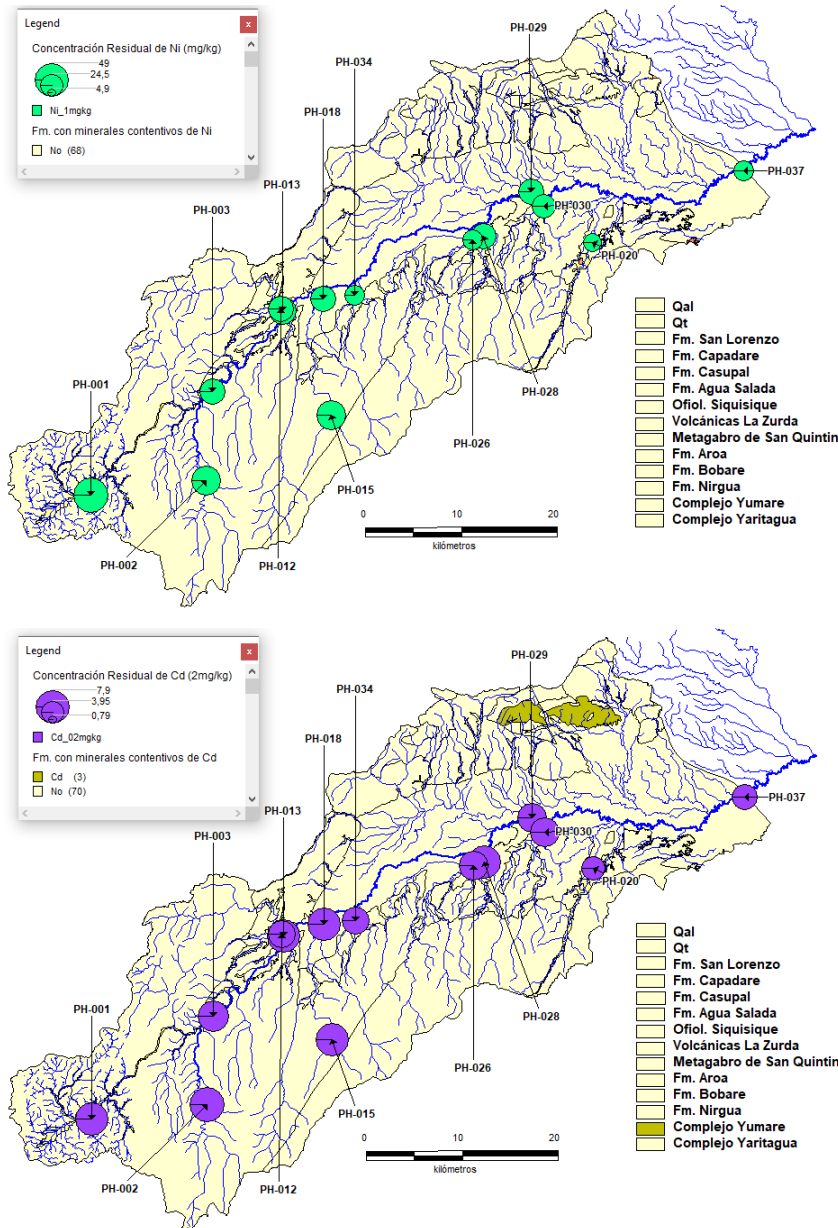 Legend
x
Concentración Residual de Ni (mg/kg)
49
24,5
4,9
Ni_1mgkg
Fm. con minerales contentivos de Ni
No (68)
PH-029
PH-034
PH-018
PH-013
PH-003
PH-037
PH-030
PH-020
PH-001
PH-028
PH-026
PH-015
PH-002
PH-012
0 10 20
kilómetros
Qal
Qt
Fm. San Lorenzo
Fm. Capadare
Fm. Casupal
Fm. Agua Salada
Ofiol. Siquisique
Volcánicas La Zurda
Metagabro de San Quintin
Fm. Aroa
Fm. Bobare
Fm. Nirgua
Complejo Yumare
Complejo Yaritagua
Legend
x
Concentración Residual de Cd (2mg/kg)
7,9
3,95
0,79
Cd_02mgkg
Fm. con minerales contentivos de Cd
Cd (3)
No (70)
PH-029
PH-034
PH-018
PH-013
PH-003
PH-037
PH-030
PH-020
PH-001
PH-028
PH-026
PH-015
PH-002
PH-012
0 10 20
kilómetros
Qal
Qt
Fm. San Lorenzo
Fm. Capadare
Fm. Casupal
Fm. Agua Salada
Ofiol. Siquisique
Volcánicas La Zurda
Metagabro de San Quintin
Fm. Aroa
Fm. Bobare
Fm. Nirgua
Complejo Yumare
Complejo Yaritagua